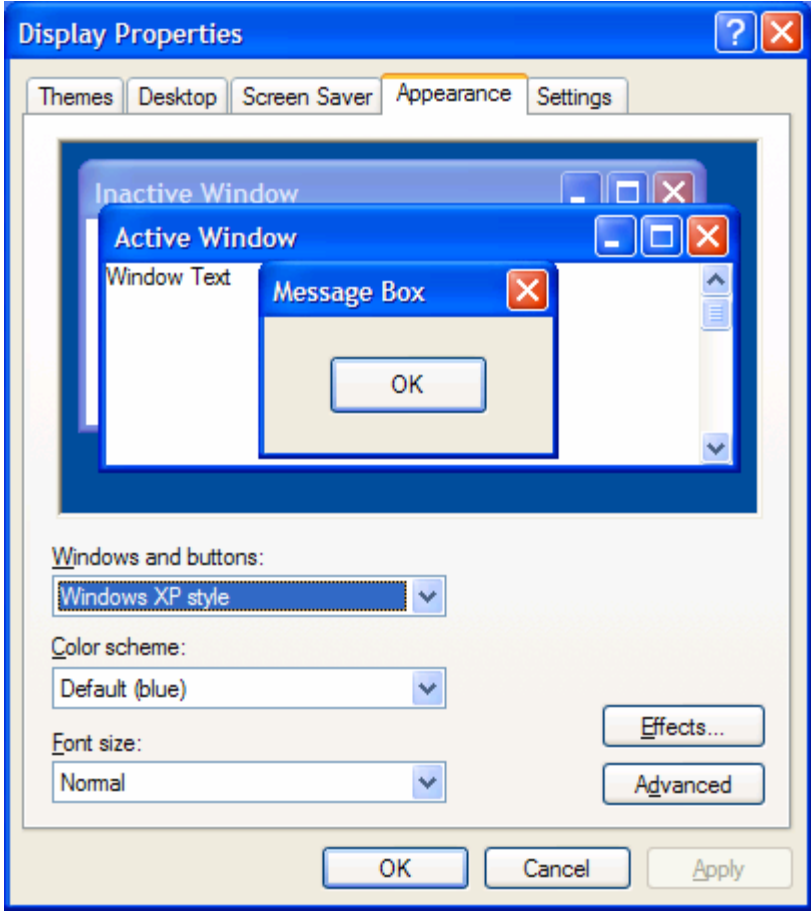 Display Properties
Themes Desktop Screen Saver Appearance Settings
Inactive Window
Active Window
Window Text
Message Box
OK
Windows and buttons:
Windows XP style
Color scheme:
Default (blue)
Effects...
Font size:
Normal
Advanced
OK Cancel Apply